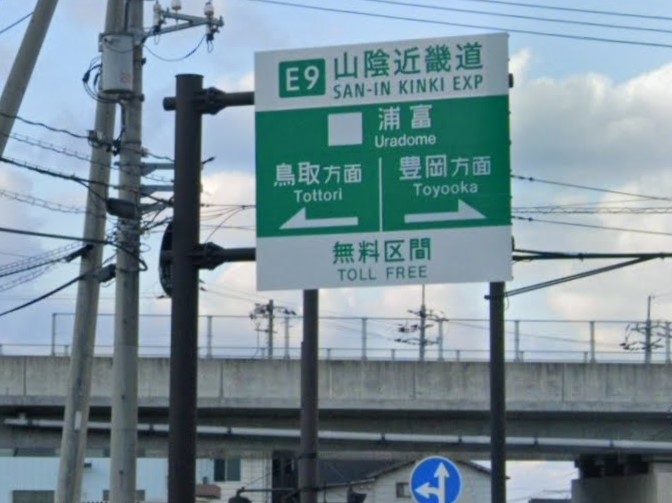 E9 山陰近畿道
SAN-IN KINKI EXP
浦富
Uradome
鳥取方面 豊岡方面
Tottori Toyooka
無料区間
TOLL FREE